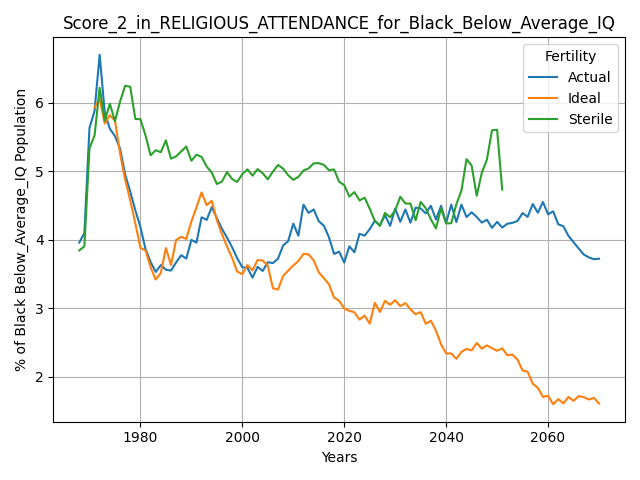 Score_2_in_RELIGIOUS_ATTENDANCE_for_Black_Below_Average_IQ
Fertility
Actual
Ideal
Sterile
% of Black Below_Average_IQ Population
6
5
4
3
2
1980 2000 2020 2040 2060
Years